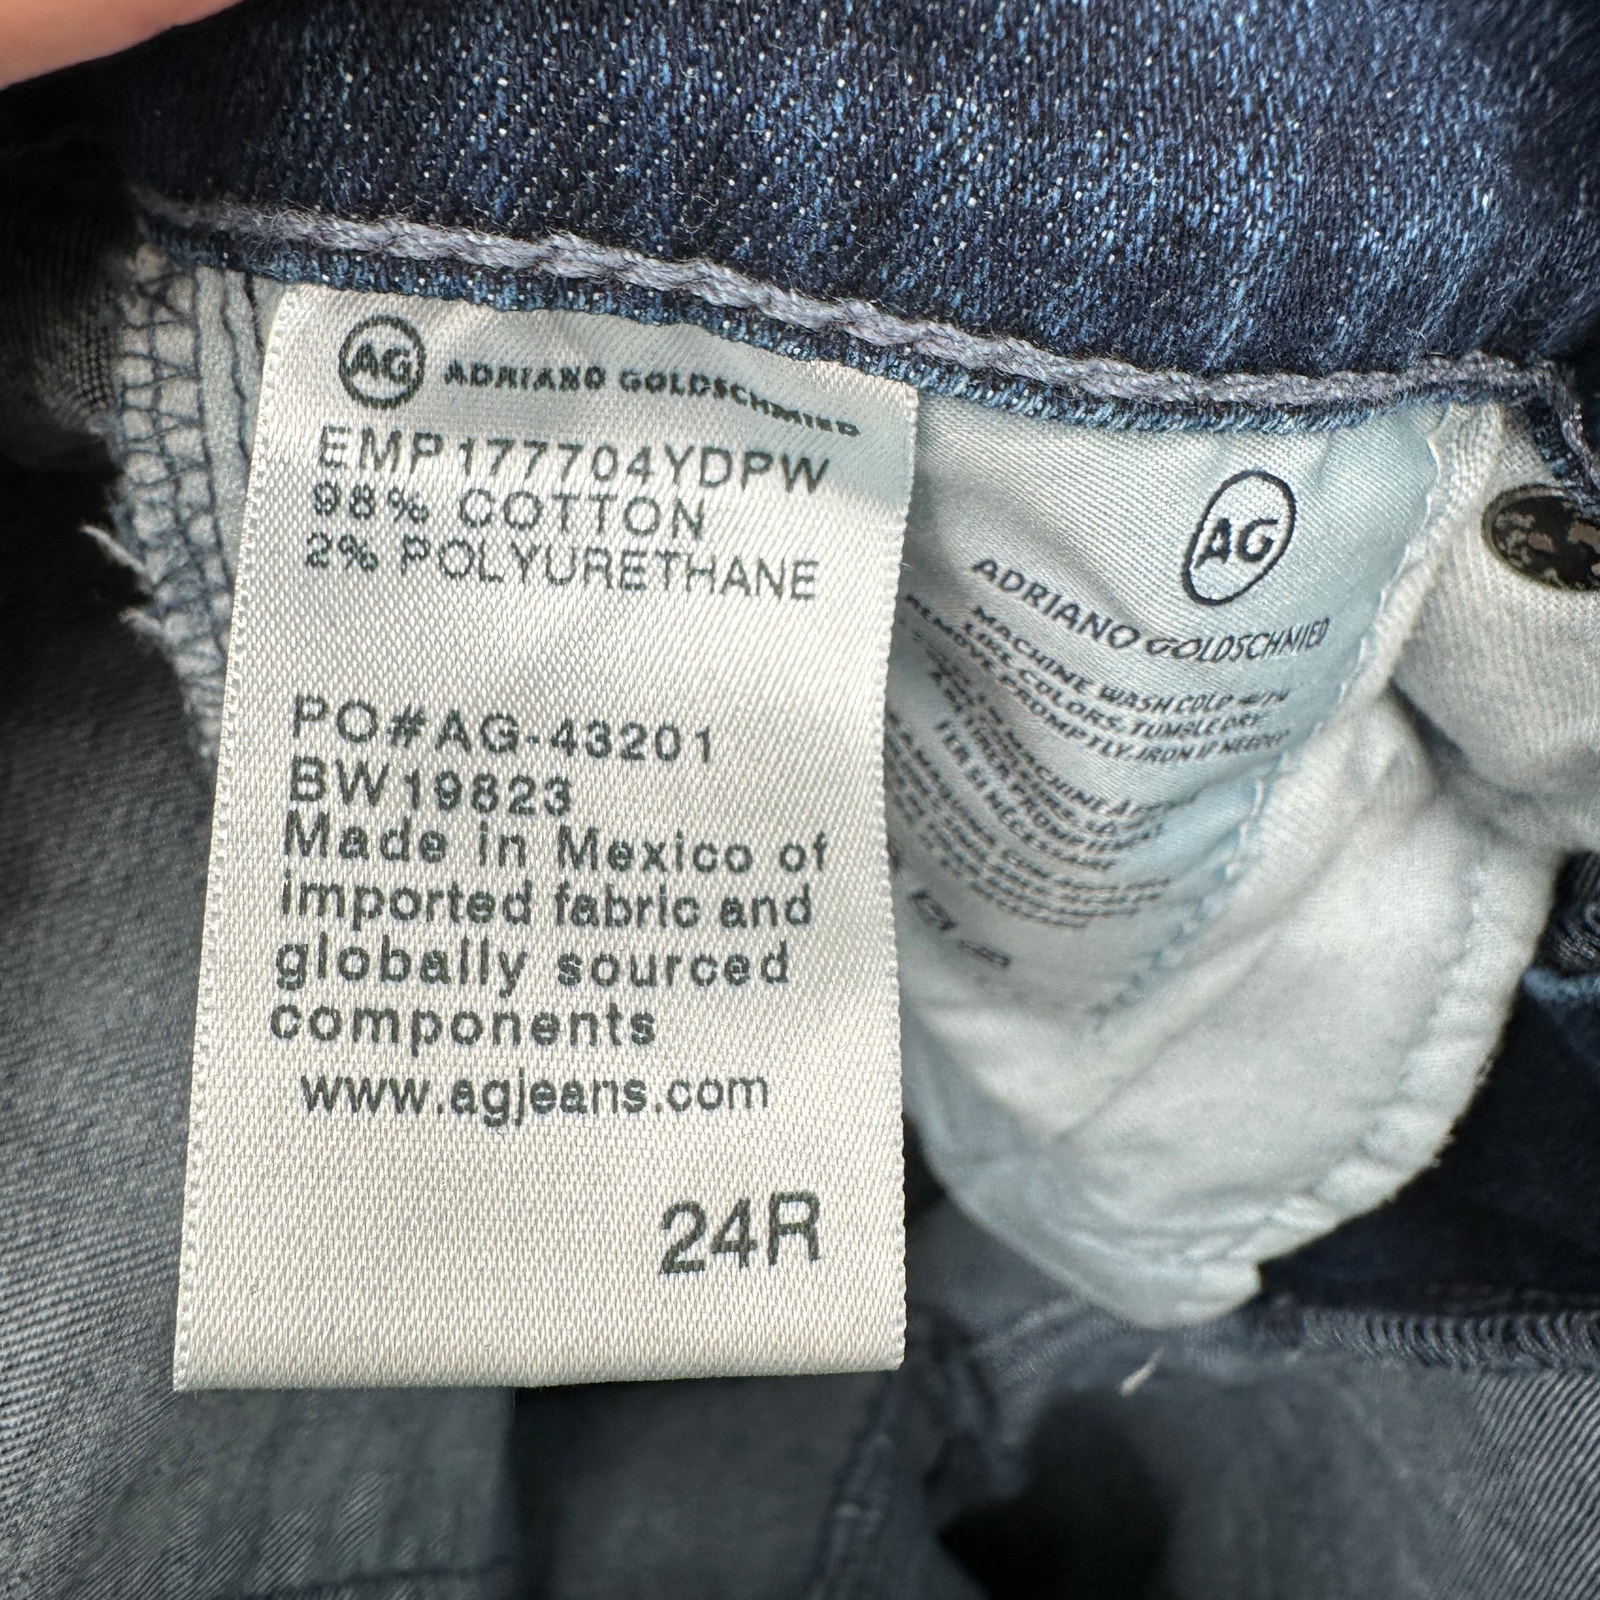 AG ADRIANO GOLDSCHMIED
EMP177704YDPW
98% COTTON
2% POLYURETHANE
PO#AG-43201
BW19823
Made in Mexico of
imported fabric and
globally sourced
components
www.agjeans.com
24R
AG
ADRIANO GOLDSCHMIED
MACHINE WASH COLD
LIKE COLORS. TUMBLE DRY
REMOVE PROMPTLY. IRON IF NEEDED